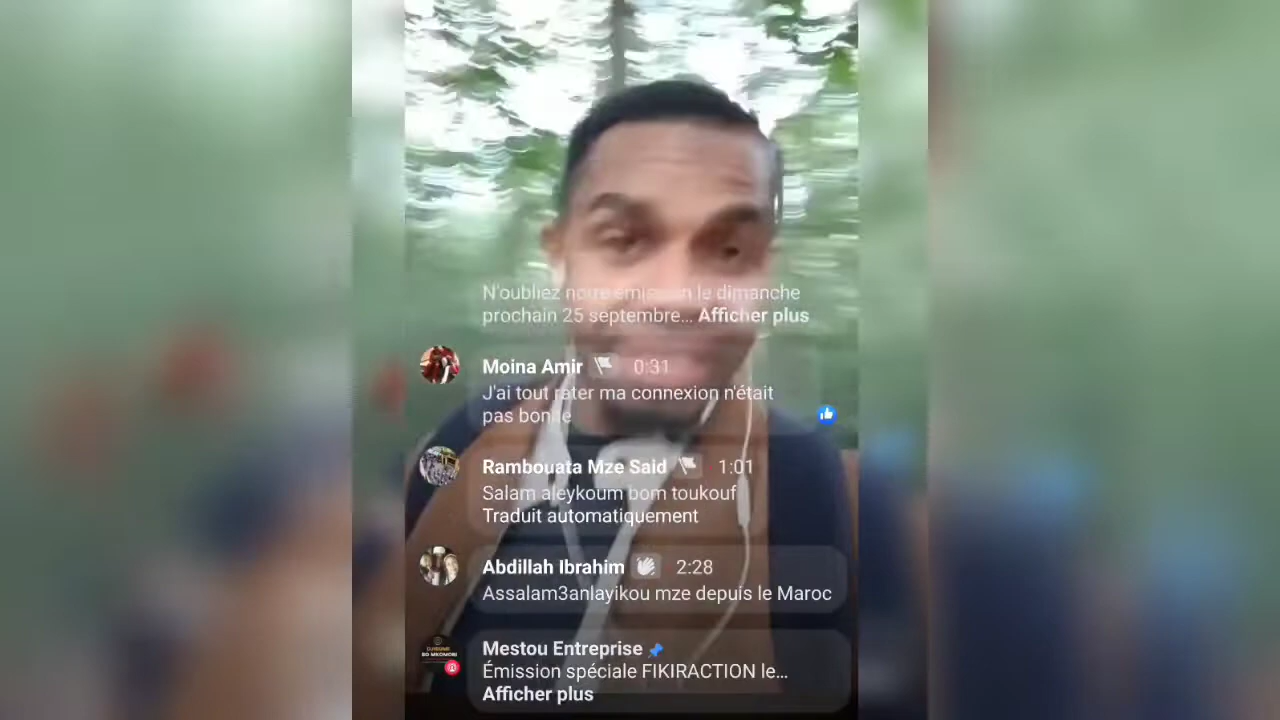 N'oubliez notre émission le dimanche
prochain 25 septembre... Afficher plus
Moina Amir 0:31
J'ai tout rater ma connexion n'était
pas bonne
Rambouata Mze Said 1:01
Salam aleykoum bom toukouf
Traduit automatiquement
Abdillah Ibrahim 2:28
Assalam3anlayikou mze depuis le Maroc
Mestou Entreprise
Émission spéciale FIKIRACTION le...
Afficher plus